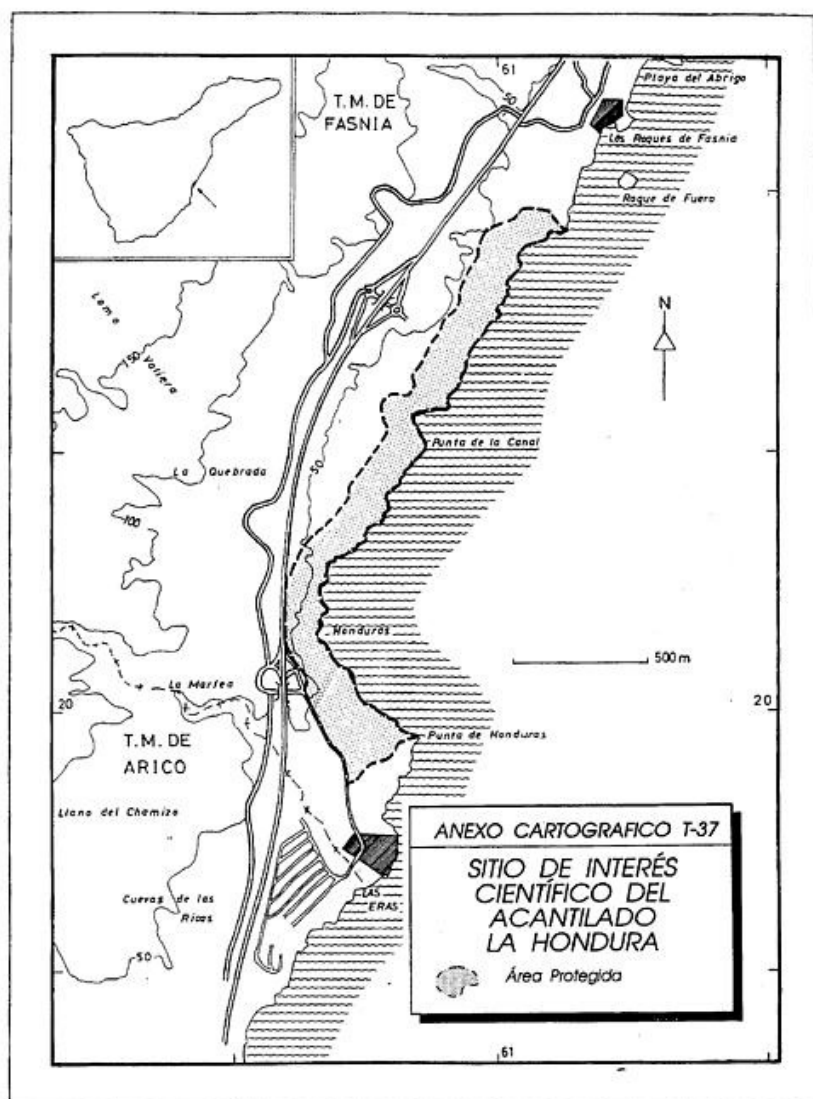 61
50
Playa del Abrigo
T.M. DE
FASNIA
Los Roques de Fasnia
Roque de Fuera
N
Lomo
150
Valiera
Punta de la Canal
La Quebrada
50
100
Honduras
500 m
La Marlea
20
20
T.M. DE
ARICO
Punta de Honduras
Llano del Chamizo
ANEXO CARTOGRAFICO T-37
SITIO DE INTERÉS
CIENTÍFICO DEL
ACANTILADO
LA HONDURA
Área Protegida
Cuevas de las
Ricas
LAS
ERAS
50
61